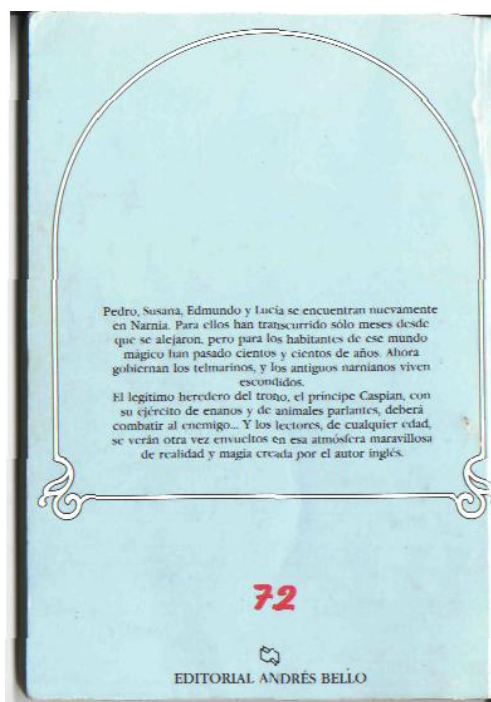 Pedro, Susana, Edmundo y Lucía se encuentran nuevamente
en Narnia. Para ellos han transcurrido sólo meses desde
que se alejaron, pero para los habitantes de ese mundo
mágico han pasado cientos y cientos de años. Ahora
gobiernan los telmarinos, y los antiguos narnianos viven
escondidos.
El legítimo heredero del trono, el príncipe Caspian, con
su ejército de enanos y de animales parlantes, deberá
combatir al enemigo... Y los lectores, de cualquier edad,
se verán otra vez envueltos en esa atmósfera maravillosa
de realidad y magia creada por el autor inglés.
72
EDITORIAL ANDRÉS BELLO